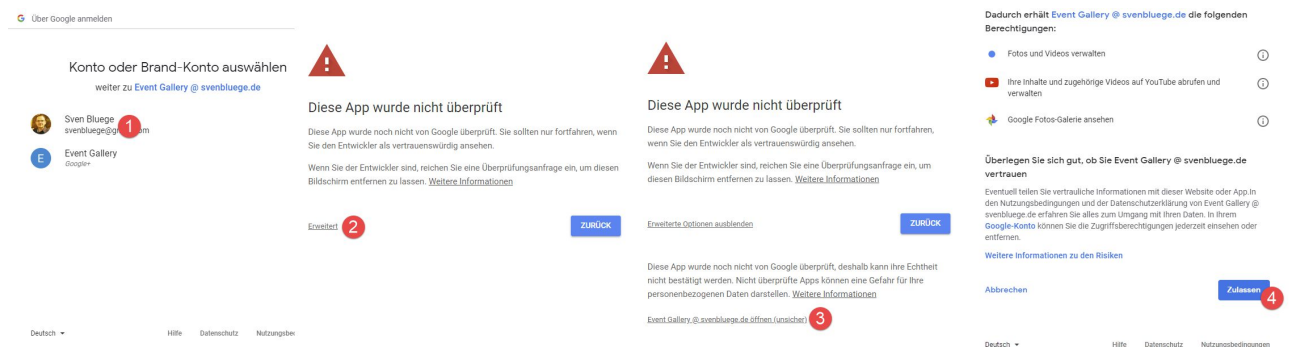 Über Google anmelden
Konto oder Brand-Konto auswählen
weiter zu Event Gallery @ svenbluege.de
Sven Bluege
1
E
Event Gallery
Google+
Deutsch
Hilfe Datenschutz
Diese App wurde nicht überprüft
Diese App wurde noch nicht von Google überprüft. Sie sollten nur fortfahren, wenn
Sie den Entwickler als vertrauenswürdig ansehen.
Wenn Sie der Entwickler sind, reichen Sie eine Überprüfungsanfrage ein, um diesen
Bildschirm entfernen zu lassen. Weitere Informationen
Erweitert 2
ZURÜCK
Diese App wurde nicht überprüft
Diese App wurde noch nicht von Google überprüft. Sie sollten nur fortfahren,
wenn Sie den Entwickler als vertrauenswürdig ansehen.
Wenn Sie der Entwickler sind, reichen Sie eine Überprüfungsanfrage ein, um
diesen Bildschirm entfernen zu lassen. Weitere Informationen
Erweiterte Optionen ausblenden
ZURÜCK
Diese App wurde noch nicht von Google überprüft, deshalb kann ihre Echtheit
nicht bestätigt werden. Nicht überprüfte Apps können eine Gefahr für Ihre
personenbezogenen Daten darstellen. Weitere Informationen
Event Gallery @ svenbluege.de öffnen (unsicher) 3
Dadurch erhält Event Gallery @ svenbluege.de die folgenden
Berechtigungen:
Fotos und Videos verwalten
Ihre Inhalte und zugehörige Videos auf YouTube abrufen und
verwalten
Google Fotos-Galerie ansehen
Überlegen Sie sich gut, ob Sie Event Gallery @ svenbluege.de
vertrauen
Eventuell teilen Sie vertrauliche Informationen mit dieser Website oder App.In
den Nutzungsbedingungen und der Datenschutzerklärung von Event Gallery @
svenbluege.de erfahren Sie alles zum Umgang mit Ihren Daten. In Ihrem
Google-Konto können Sie die Zugriffsberechtigungen jederzeit einsehen oder
entfernen.
Weitere Informationen zu den Risiken
Abbrechen
Zulassen 4
Deutsch
Hilfe Datenschutz Nutzungsbedingungen